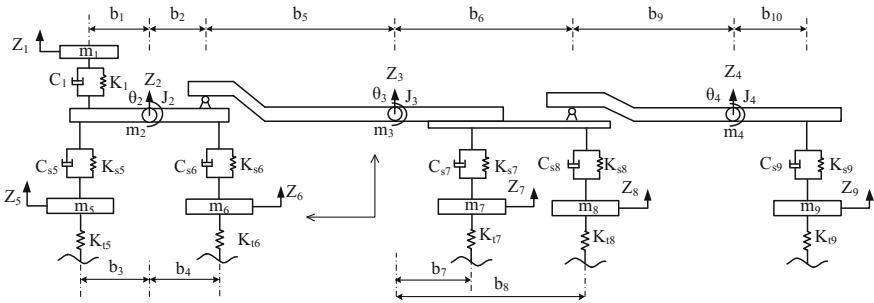 b₁ b₂ b₅ b₆ b₉ b₁₀
Z₁ m₁
C₁ K₁ Z₂ Z₃ Z₄
θ₂ J₂ θ₃ J₃ θ₄ J₄
m₂ m₃ m₄
Cₛ₅ Kₛ₅ Cₛ₆ Kₛ₆ Cₛ₇ Kₛ₇ Cₛ₈ Kₛ₈ Cₛ₉ Kₛ₉
Z₅ Z₆ Z₇ Z₈ Z₉
m₅ m₆ m₇ m₈ m₉
Kₜ₅ Kₜ₆ Kₜ₇ Kₜ₈ Kₜ₉
b₃ b₄ b₇
b₈